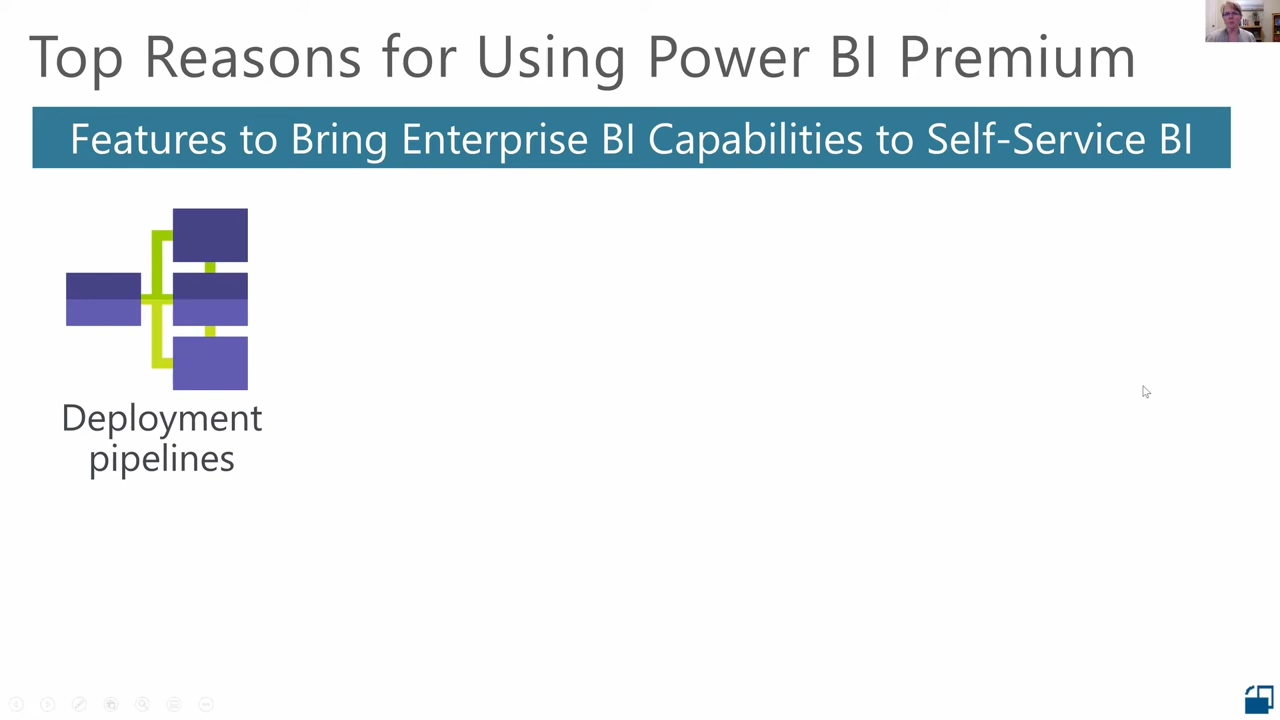 Top Reasons for Using Power BI Premium
Features to Bring Enterprise BI Capabilities to Self-Service BI
Deployment
pipelines